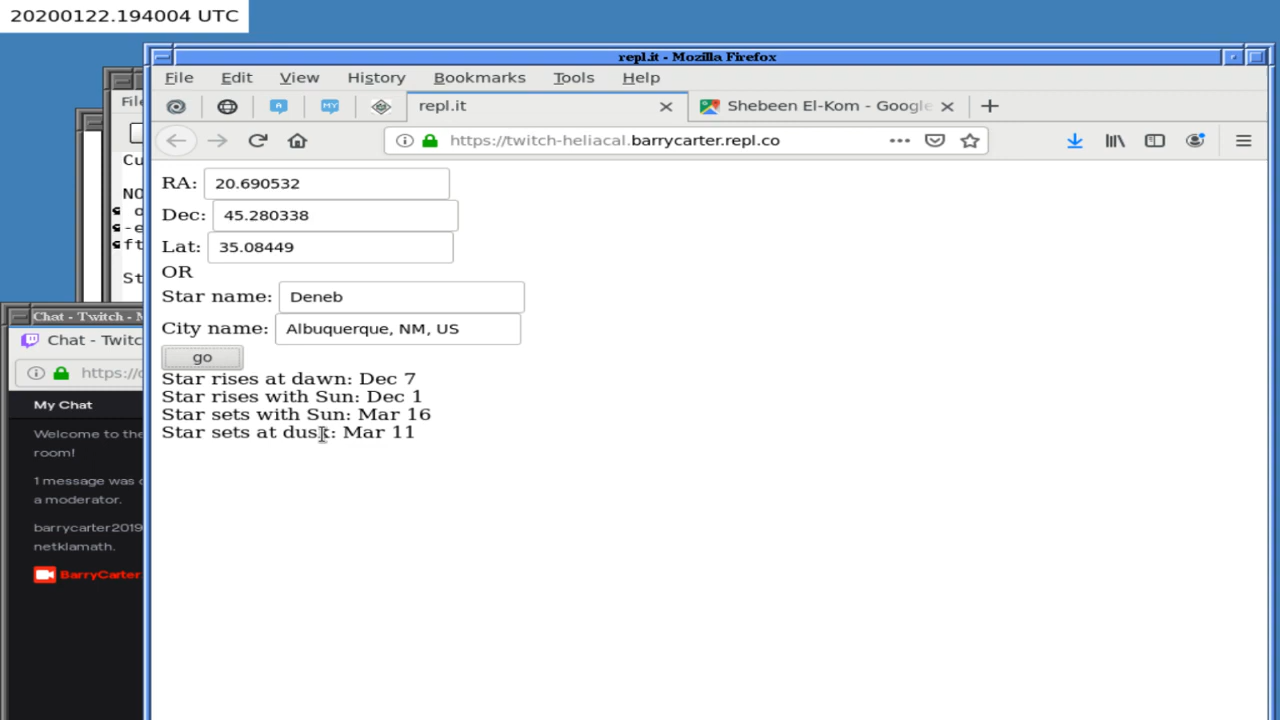 20200122.194004 UTC
repl.it - Mozilla Firefox
File Edit View History Bookmarks Tools Help
repl.it
Shebeen El-Kom - Google
https://twitch-heliacal.barrycarter.repl.co
RA: 20.690532
Dec: 45.280338
Lat: 35.08449
OR
Star name: Deneb
City name: Albuquerque, NM, US
go
Star rises at dawn: Dec 7
Star rises with Sun: Dec 1
Star sets with Sun: Mar 16
Star sets at dusk: Mar 11
Chat - Twitch -
Chat - Twitc
https://
My Chat
Welcome to the
room!
1 message was
a moderator.
barrycarter2019
netklamath.
BarryCarter.